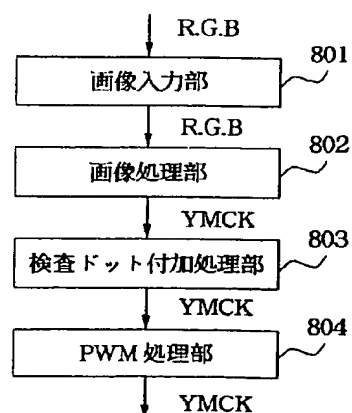 R.G.B
801
画像入力部
R.G.B
802
画像処理部
YMCK
803
検査ドット付加処理部
YMCK
804
PWM 処理部
YMCK